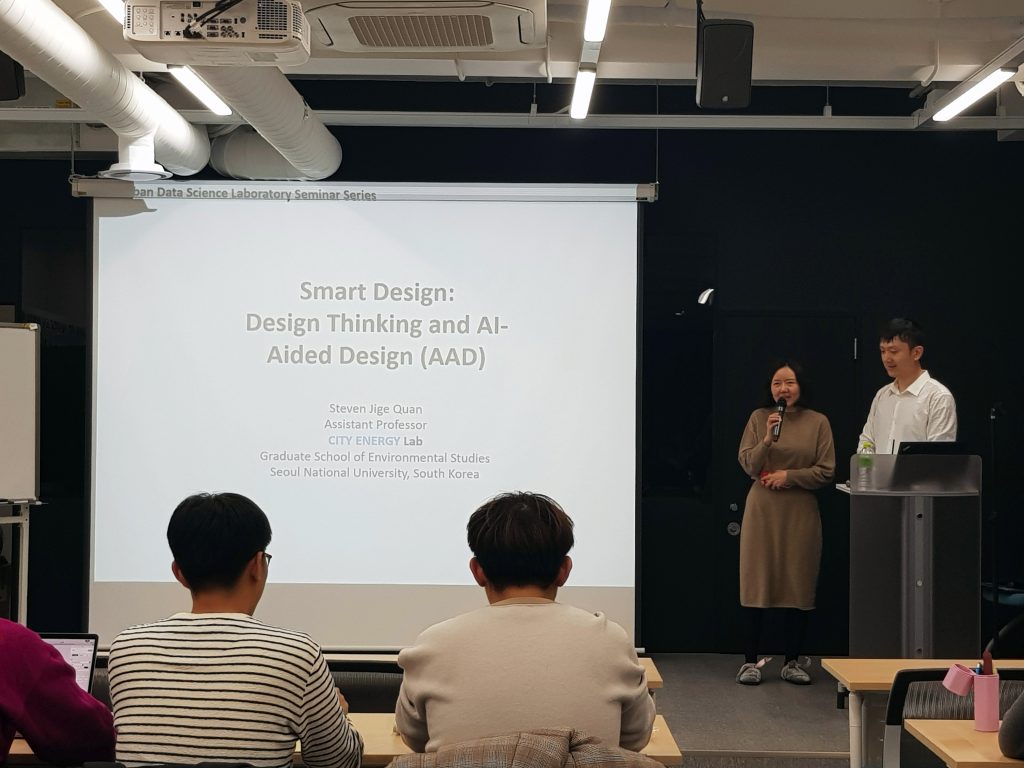 Data Science Laboratory Seminar Series
Smart Design:
Design Thinking and AI-
Aided Design (AAD)
Steven Jige Quan
Assistant Professor
CITY ENERGY Lab
Graduate School of Environmental Studies
Seoul National University, South Korea